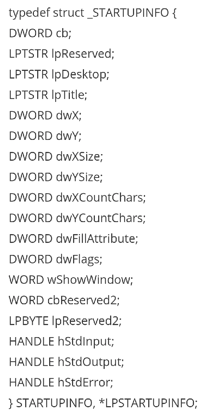 typedef struct _STARTUPINFO {
DWORD cb;
LPTSTR lpReserved;
LPTSTR lpDesktop;
LPTSTR lpTitle;
DWORD dwX;
DWORD dwY;
DWORD dwXSize;
DWORD dwYSize;
DWORD dwXCountChars;
DWORD dwYCountChars;
DWORD dwFillAttribute;
DWORD dwFlags;
WORD wShowWindow;
WORD cbReserved2;
LPBYTE lpReserved2;
HANDLE hStdInput;
HANDLE hStdOutput;
HANDLE hStdError;
} STARTUPINFO, *LPSTARTUPINFO;